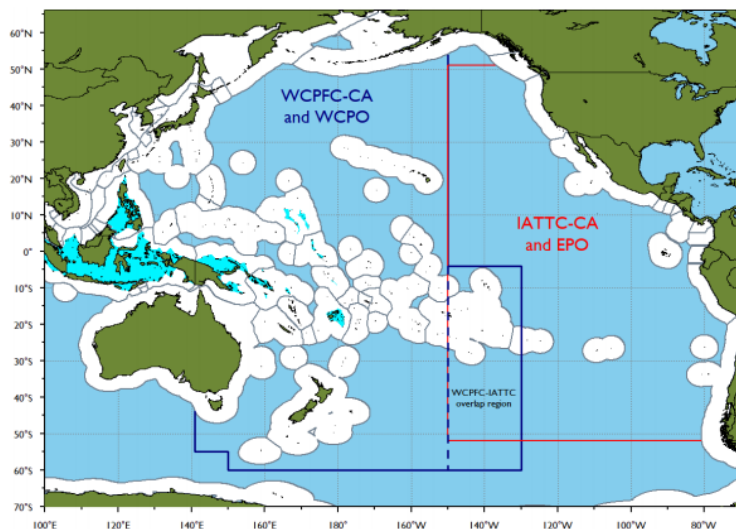 60°N
50°N
40°N
30°N
20°N
10°N
0°
10°S
20°S
30°S
40°S
50°S
60°S
70°S
WCPFC-CA
and WCPO
IATTC-CA
and EPO
WCPFC-IATTC
overlap region
100°E
120°E
140°E
160°E
180°
160°W
140°W
120°W
100°W
80°W